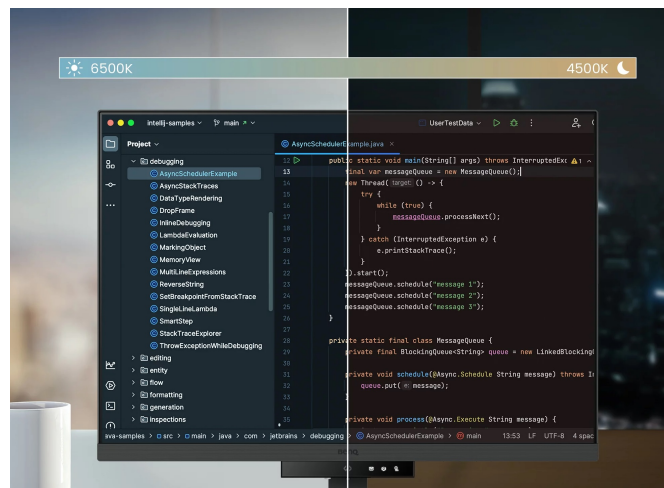 6500K
4500K
intellij-samples
main
UserTestData
Project
AsyncSchedulerExample.java
debugging
AsyncSchedulerExample
AsyncStackTraces
DataTypeRendering
DropFrame
InlineDebugging
LambdaEvaluation
MarkingObject
MemoryView
MultiLineExpressions
ReverseString
SetBreakpointFromStackTrace
SingleLineLambda
SmartStep
StackTraceExplorer
ThrowExceptionWhileDebugging
editing
entity
flow
formatting
generation
inspections
12 public static void main(String[] args) throws InterruptedExc 1
13 final var messageQueue = new MessageQueue();
14 new Thread( target: () -> {
15 try {
16 while (true) {
17 messageQueue.processNext();
18 }
19 } catch (InterruptedException e) {
20 e.printStackTrace();
21 }
22 }).start();
23 messageQueue.schedule("message 1");
24 messageQueue.schedule("message 2");
25 messageQueue.schedule("message 3");
26 }
27
28 private static final class MessageQueue {
29 private final BlockingQueue<String> queue = new LinkedBlocking
30
31 private void schedule(@Async.Schedule String message) throws I
32 queue.put( message);
33 }
34
35 private void process(@Async.Execute String message) {
ava-samples > src > main > java > com > jetbrains > debugging > AsyncSchedulerExample > main 13:53 LF UTF-8 4 spac
BenQ